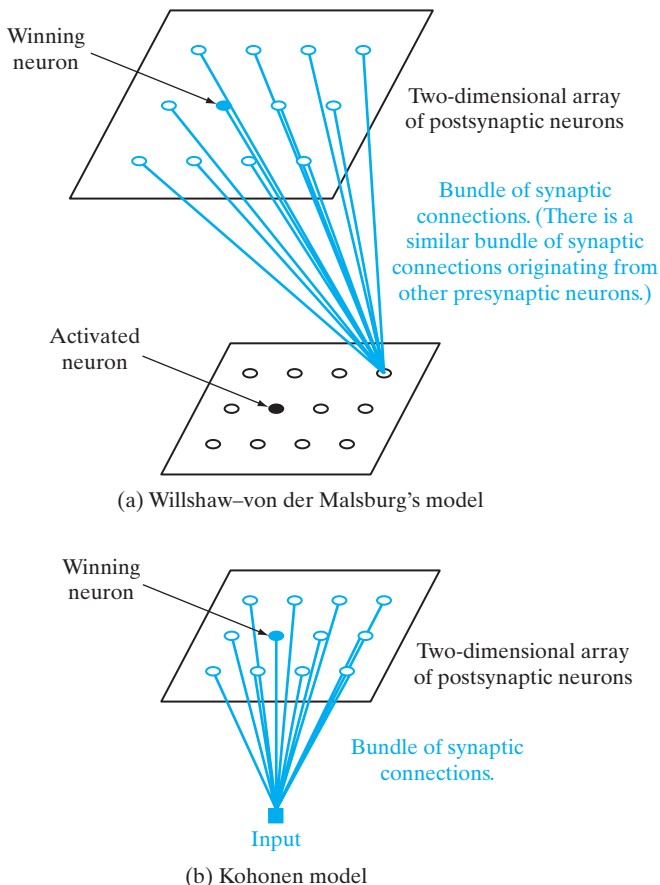 Winning
neuron
Two-dimensional array
of postsynaptic neurons
Bundle of synaptic
connections. (There is a
similar bundle of synaptic
connections originating from
other presynaptic neurons.)
Activated
neuron
(a) Willshaw–von der Malsburg's model
Winning
neuron
Two-dimensional array
of postsynaptic neurons
Bundle of synaptic
connections.
Input
(b) Kohonen model